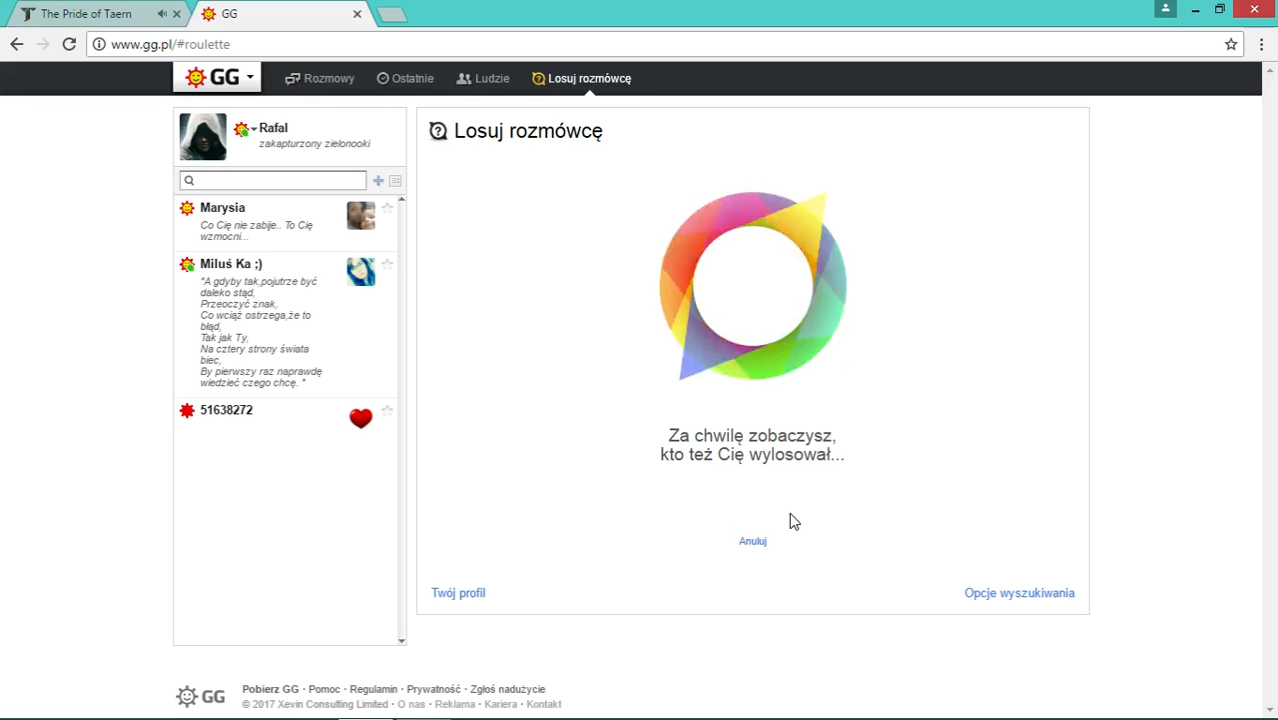 The Pride of Taern
GG
www.gg.pl/#roulette
GG
Rozmowy
Ostatnie
Ludzie
Losuj rozmówcę
Rafal
zakapturzony zielonooki
Losuj rozmówcę
Marysia
Co Cię nie zabije.. To Cię
wzmocni...
Miluś Ka ;)
"A gdyby tak,pojutrze być
daleko stąd,
Przeoczyć znak,
Co wciąż ostrzega,że to
błąd,
Tak jak Ty,
Na cztery strony świata
biec,
By pierwszy raz naprawdę
wiedzieć czego chcę. "
51638272
Za chwilę zobaczysz,
kto też Cię wylosował...
Anuluj
Twój profil
Opcje wyszukiwania
GG
Pobierz GG · Pomoc · Regulamin · Prywatność · Zgłoś nadużycie
© 2017 Xevin Consulting Limited · O nas · Reklama · Kariera · Kontakt